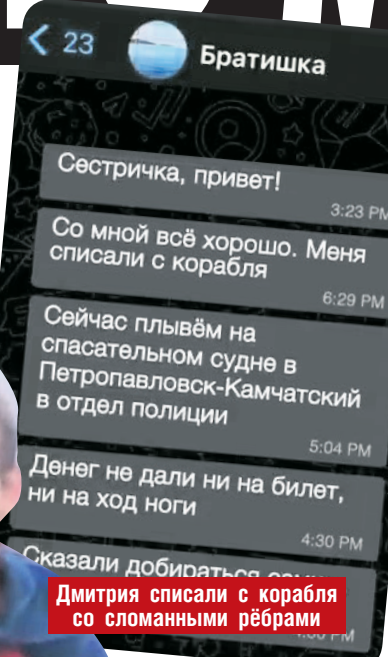 23
Братишка
Сестричка, привет!
3:23 PM
Со мной всё хорошо. Меня
списали с корабля
6:29 PM
Сейчас плывём на
спасательном судне в
Петропавловск-Камчатский
в отдел полиции
5:04 PM
Денег не дали ни на билет,
ни на ход ноги
4:30 PM
Сказали добираться
Дмитрия списали с корабля
со сломанными рёбрами
PM